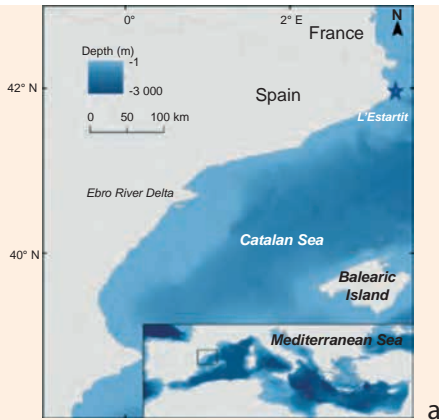 0°
2° E
N
France
Depth (m)
-1
-3 000
42° N
Spain
0 50 100 km
L'Estartit
Ebro River Delta
Catalan Sea
40° N
Balearic
Island
Mediterranean Sea
a